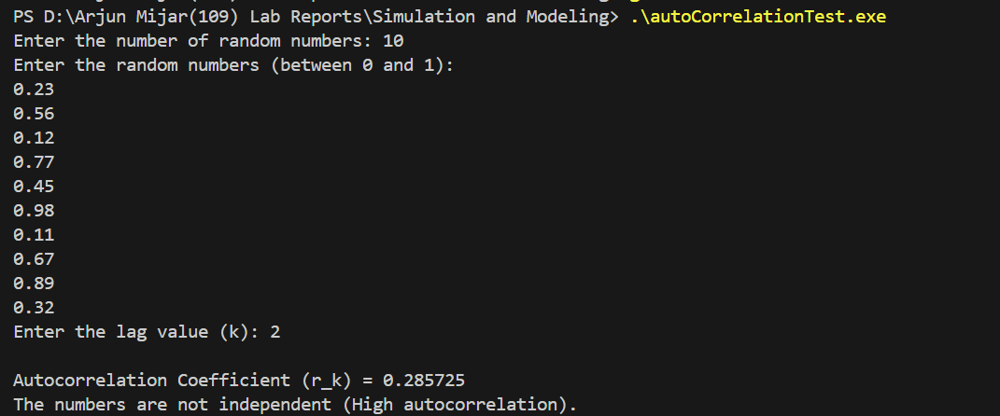 PS D:\Arjun Mijar(109) Lab Reports\Simulation and Modeling> .\autoCorrelationTest.exe
Enter the number of random numbers: 10
Enter the random numbers (between 0 and 1):
0.23
0.56
0.12
0.77
0.45
0.98
0.11
0.67
0.89
0.32
Enter the lag value (k): 2
Autocorrelation Coefficient (r_k) = 0.285725
The numbers are not independent (High autocorrelation).